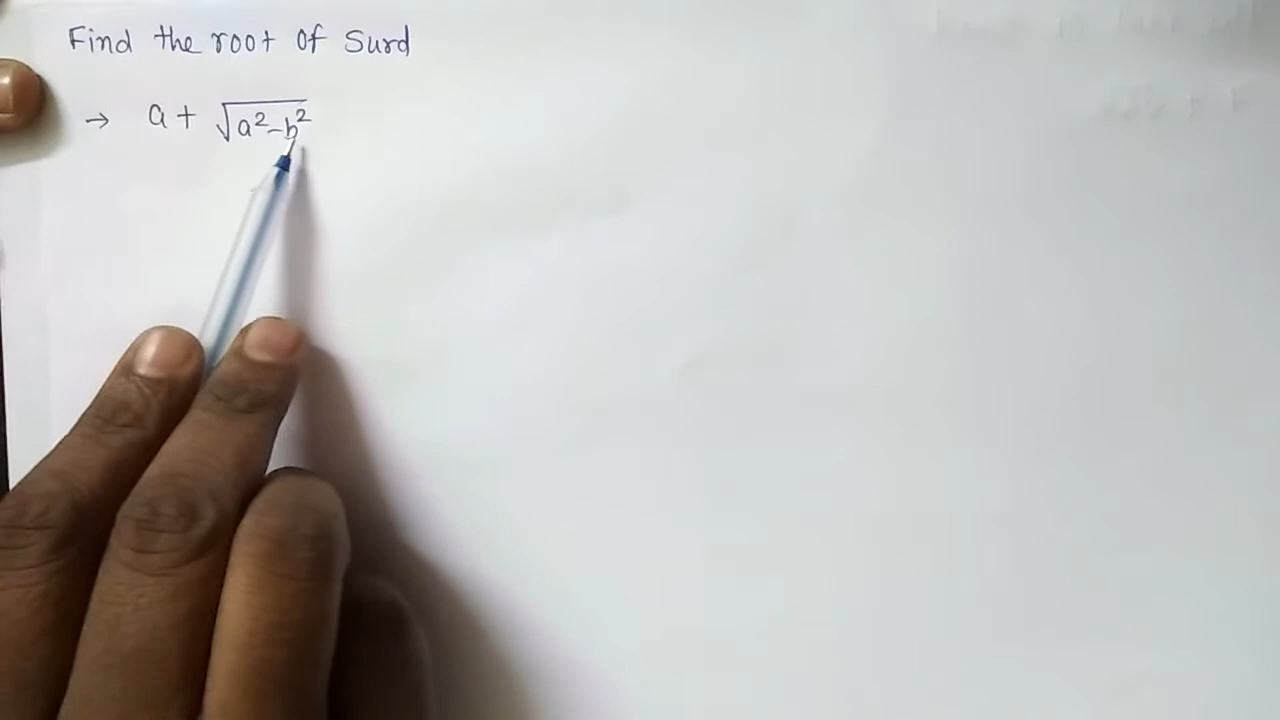 Find the root of Surd
→ a + √a²-b²